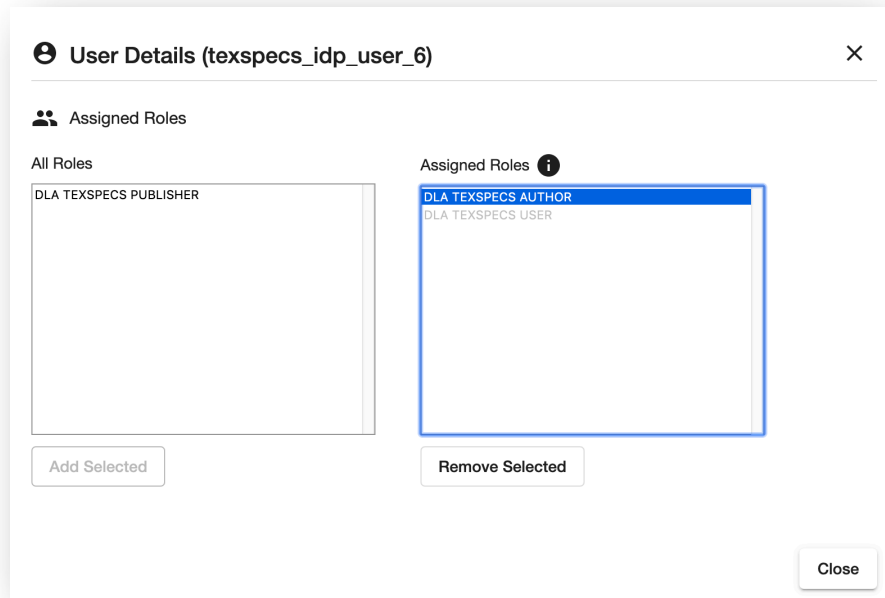 User Details (texspecs_idp_user_6)
Assigned Roles
All Roles
DLA TEXSPECS PUBLISHER
Add Selected
Assigned Roles i
DLA TEXSPECS AUTHOR
DLA TEXSPECS USER
Remove Selected
Close